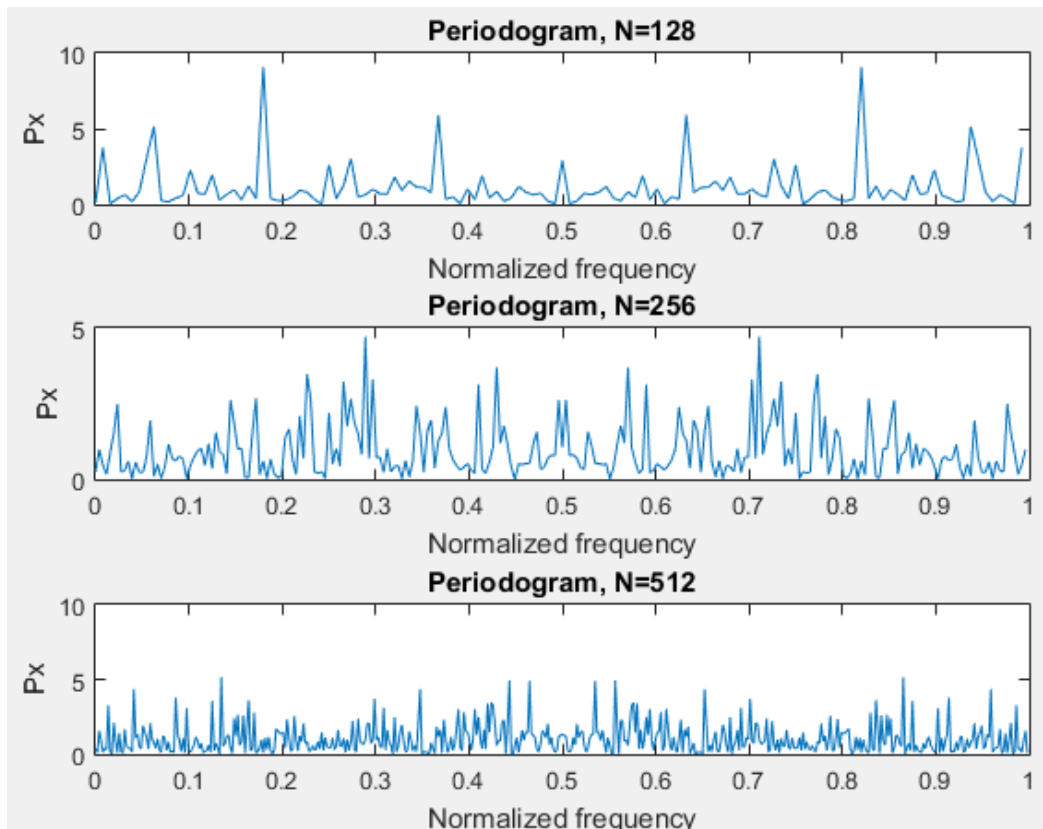 Periodogram, N=128
10
5
0
Px
0 0.1 0.2 0.3 0.4 0.5 0.6 0.7 0.8 0.9 1
Normalized frequency
Periodogram, N=256
5
0
Px
0 0.1 0.2 0.3 0.4 0.5 0.6 0.7 0.8 0.9 1
Normalized frequency
Periodogram, N=512
10
5
0
Px
0 0.1 0.2 0.3 0.4 0.5 0.6 0.7 0.8 0.9 1
Normalized frequency